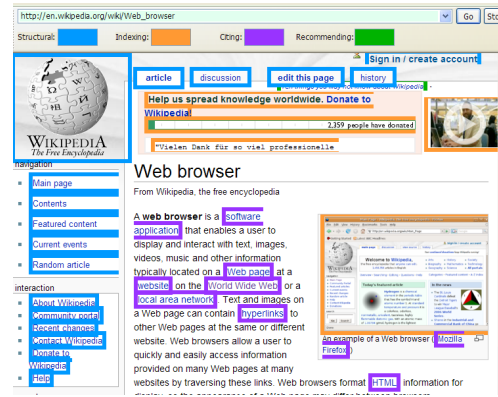 http://en.wikipedia.org/wiki/Web_browser
Go
Structural:
Indexing:
Citing:
Recommending:
Sign in / create account
article
discussion
edit this page
history
Help us spread knowledge worldwide. Donate to
Wikipedia!
2,359 people have donated
"Vielen Dank für so viel professionelle
WIKIPEDIA
The Free Encyclopedia
navigation
Main page
Contents
Featured content
Current events
Random article
interaction
About Wikipedia
Community portal
Recent changes
Contact Wikipedia
Donate to
Wikipedia
Help
Web browser
From Wikipedia, the free encyclopedia
A web browser is a software
application that enables a user to
display and interact with text, images,
videos, music and other information
typically located on a Web page at a
website on the World Wide Web or a
local area network. Text and images on
a Web page can contain hyperlinks to
other Web pages at the same or different
website. Web browsers allow a user to
quickly and easily access information
provided on many Web pages at many
websites by traversing these links. Web browsers format HTML information for
An example of a Web browser (Mozilla
Firefox)